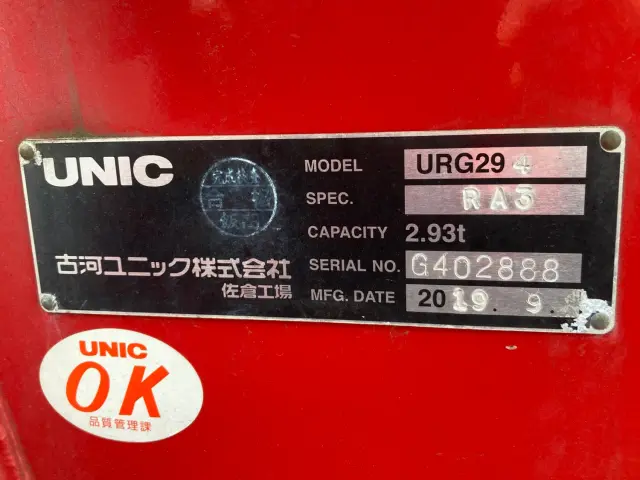 UNIC
古河ユニック株式会社
佐倉工場
MODEL URG294
SPEC. RA3
CAPACITY 2.93t
SERIAL NO. G402888
MFG. DATE 2019 9
UNIC
OK
品質管理課